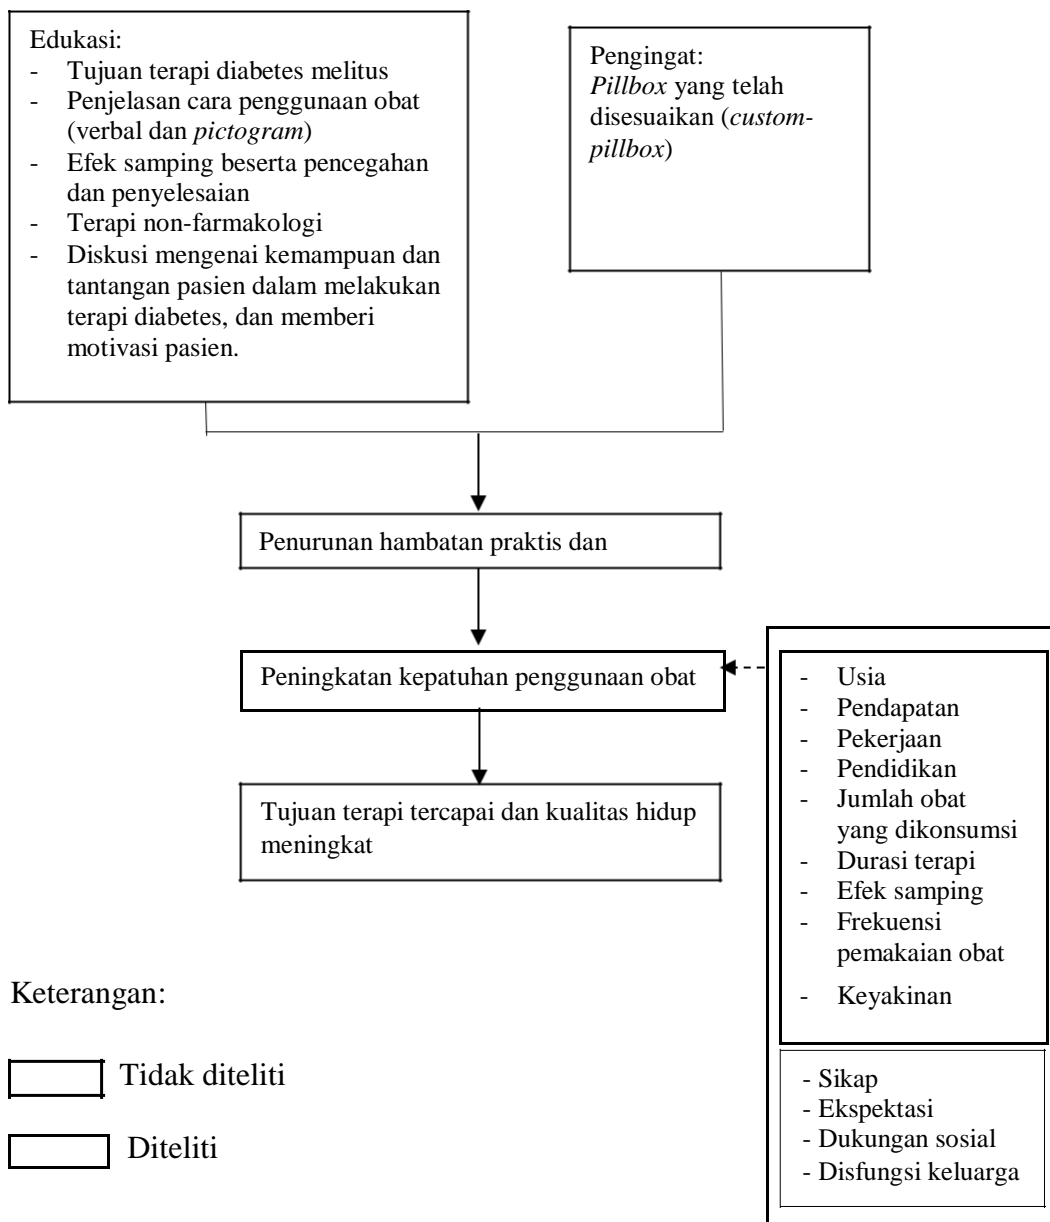 Edukasi:
- Tujuan terapi diabetes melitus
- Penjelasan cara penggunaan obat
(verbal dan pictogram)
- Efek samping beserta pencegahan
dan penyelesaian
- Terapi non-farmakologi
- Diskusi mengenai kemampuan dan
tantangan pasien dalam melakukan
terapi diabetes, dan memberi
motivasi pasien.
Pengingat:
Pillbox yang telah
disesuaikan (custom-
pillbox)
Penurunan hambatan praktis dan
Peningkatan kepatuhan penggunaan obat
Tujuan terapi tercapai dan kualitas hidup
meningkat
- Usia
- Pendapatan
- Pekerjaan
- Pendidikan
- Jumlah obat
yang dikonsumsi
- Durasi terapi
- Efek samping
- Frekuensi
pemakaian obat
- Keyakinan
- Sikap
- Ekspektasi
- Dukungan sosial
- Disfungsi keluarga
Keterangan:
Tidak diteliti
Diteliti